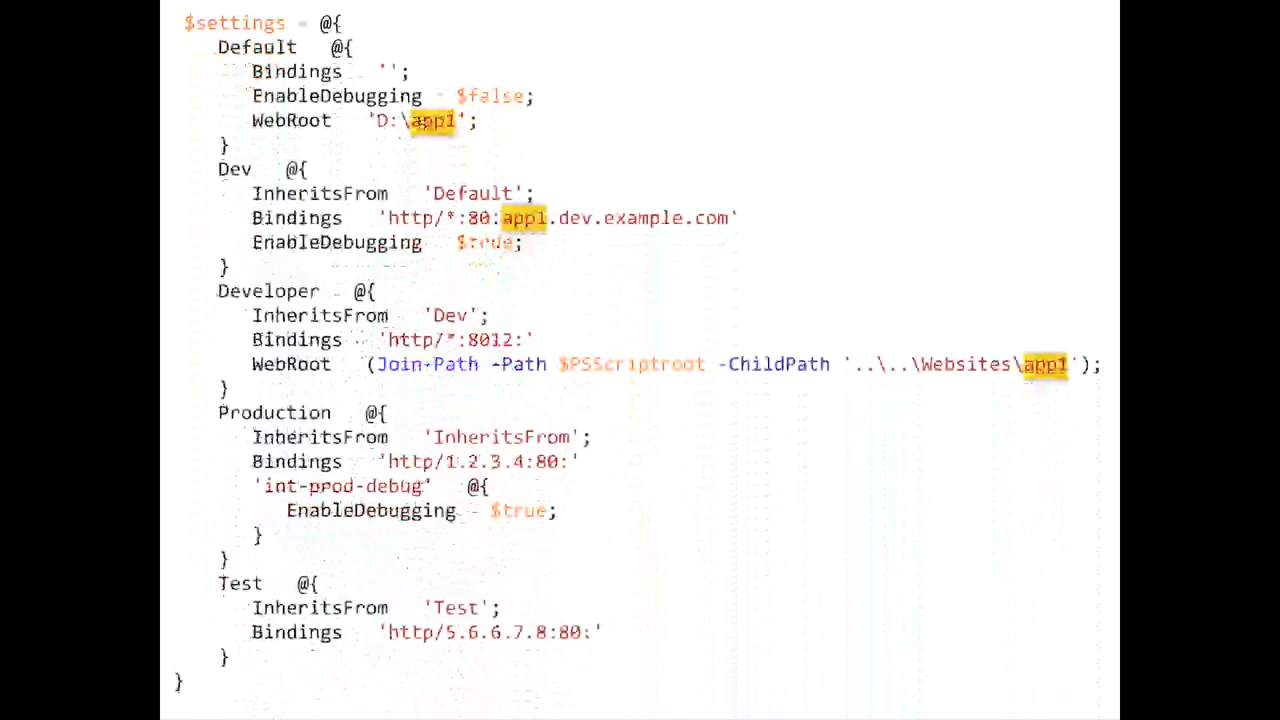 $settings = @{
Default @{
Bindings '';
EnableDebugging = $false;
WebRoot 'D:\app1';
}
Dev @{
InheritsFrom 'Default';
Bindings 'http/*:80:app1.dev.example.com'
EnableDebugging $true;
}
Developer = @{
InheritsFrom 'Dev';
Bindings 'http/*:8012:'
WebRoot (Join-Path -Path $PSScriptroot -ChildPath '..\..\Websites\app1');
}
Production @{
InheritsFrom 'InheritsFrom';
Bindings 'http/1.2.3.4:80:'
'int-prod-debug' @{
EnableDebugging = $true;
}
}
Test @{
InheritsFrom 'Test';
Bindings 'http/5.6.6.7.8:80:'
}
}